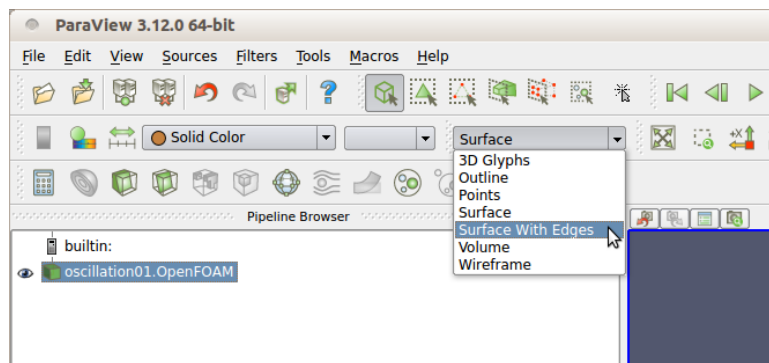 ParaView 3.12.0 64-bit
File Edit View Sources Filters Tools Macros Help
?
Solid Color Surface
+X
3D Glyphs
Outline
Points
Surface
Surface With Edges
Volume
Wireframe
Pipeline Browser
builtin:
oscillation01.OpenFOAM